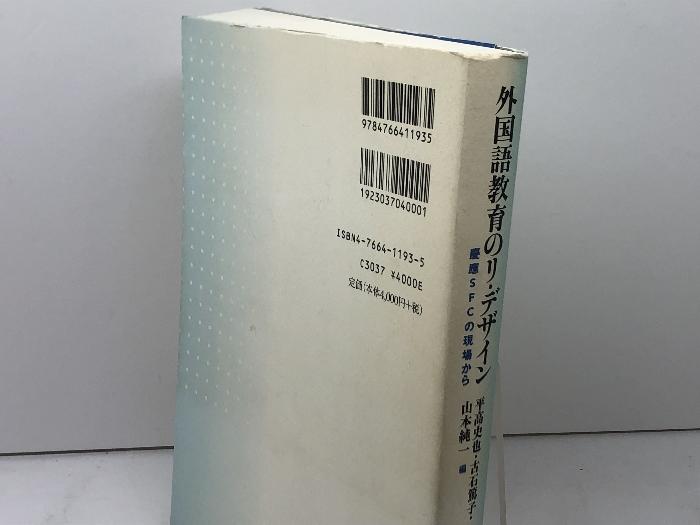 9784766411935
1923037040001
ISBN4-7664-1193-5
C3037 ¥4000E
定価(本体4,000円+税)
外国語教育のリ・デザイン
慶應SFCの現場から
平高史也・古石篤子・
山本純一 編